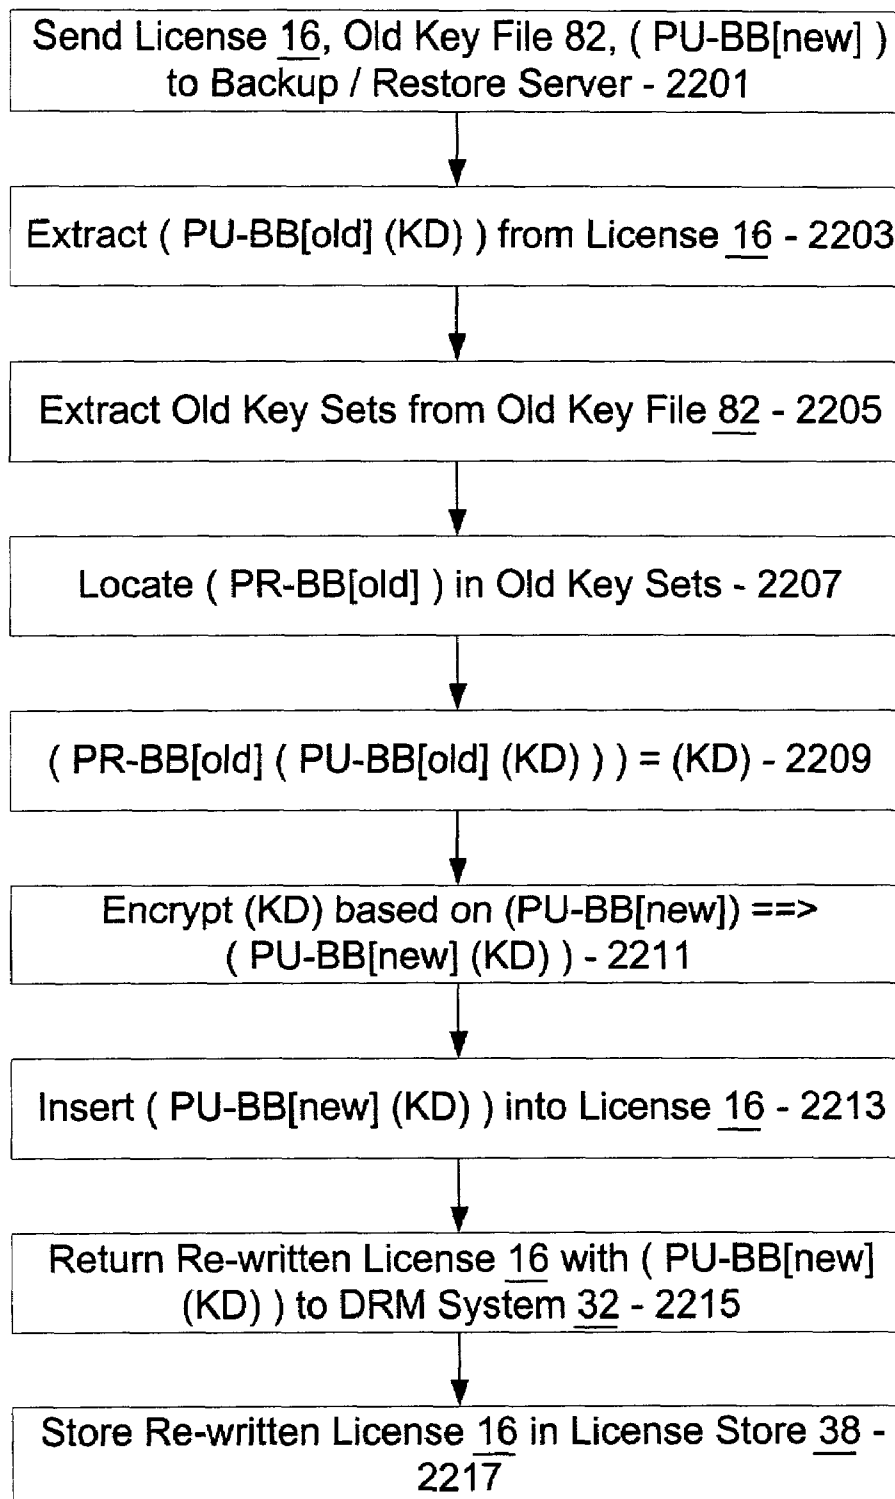 Send License 16, Old Key File 82, ( PU-BB[new] )
to Backup / Restore Server - 2201
Extract ( PU-BB[old] (KD) ) from License 16 - 2203
Extract Old Key Sets from Old Key File 82 - 2205
Locate ( PR-BB[old] ) in Old Key Sets - 2207
( PR-BB[old] ( PU-BB[old] (KD) ) ) = (KD) - 2209
Encrypt (KD) based on (PU-BB[new]) ==>
( PU-BB[new] (KD) ) - 2211
Insert ( PU-BB[new] (KD) ) into License 16 - 2213
Return Re-written License 16 with ( PU-BB[new]
(KD) ) to DRM System 32 - 2215
Store Re-written License 16 in License Store 38 -
2217